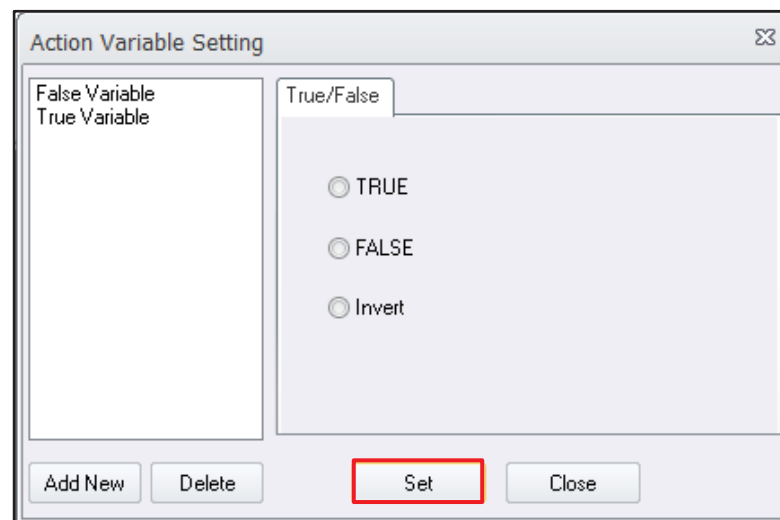 Action Variable Setting
False Variable
True Variable
True/False
TRUE
FALSE
Invert
Add New Delete Set Close